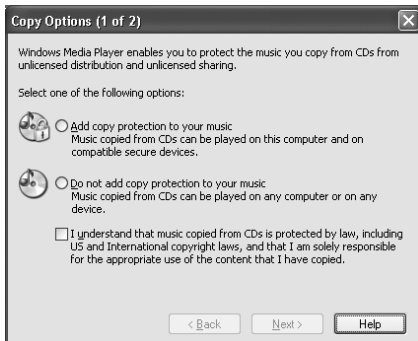 Copy Options (1 of 2)
Windows Media Player enables you to protect the music you copy from CDs from
unlicensed distribution and unlicensed sharing.
Select one of the following options:
Add copy protection to your music
Music copied from CDs can be played on this computer and on
compatible secure devices.
Do not add copy protection to your music
Music copied from CDs can be played on any computer or on any
device.
I understand that music copied from CDs is protected by law, including
US and International copyright laws, and that I am solely responsible
for the appropriate use of the content that I have copied.
< Back Next > Help